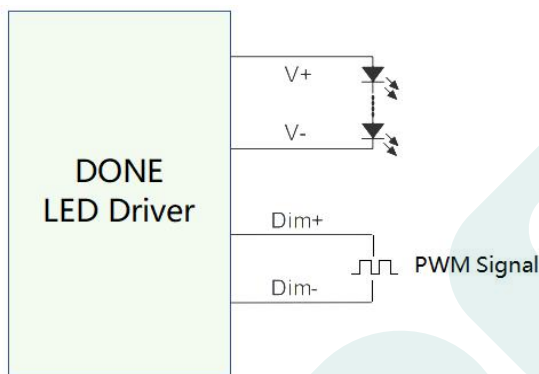 DONE
LED Driver
V+
V-
Dim+
Dim-
PWM Signal